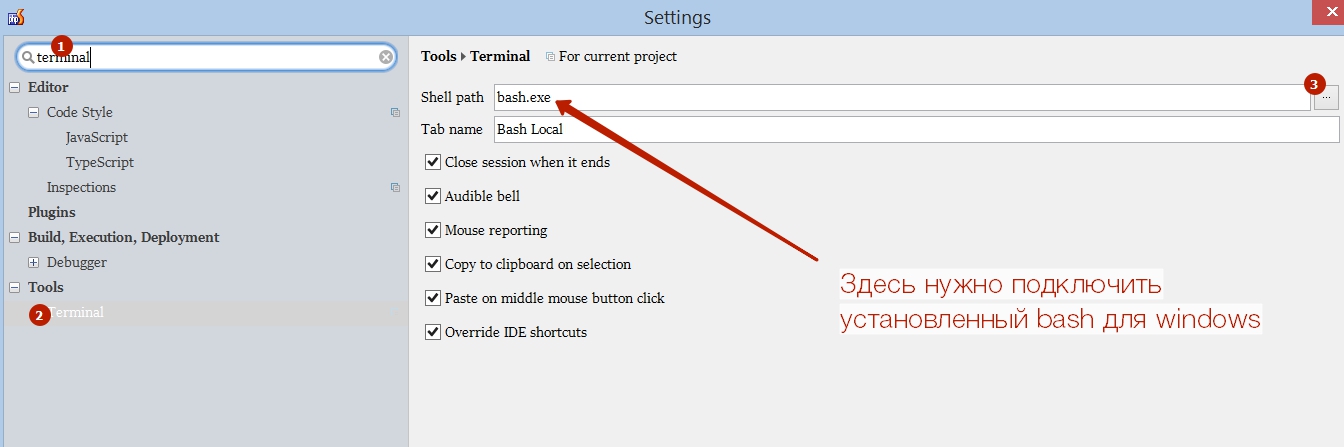 Settings
1
terminal
Editor
Code Style
JavaScript
TypeScript
Inspections
Plugins
Build, Execution, Deployment
Debugger
Tools
2
Terminal
Tools Terminal For current project
3
Shell path bash.exe ...
Tab name Bash Local
Close session when it ends
Audible bell
Mouse reporting
Copy to clipboard on selection
Paste on middle mouse button click
Override IDE shortcuts
Здесь нужно подключить
установленный bash для windows